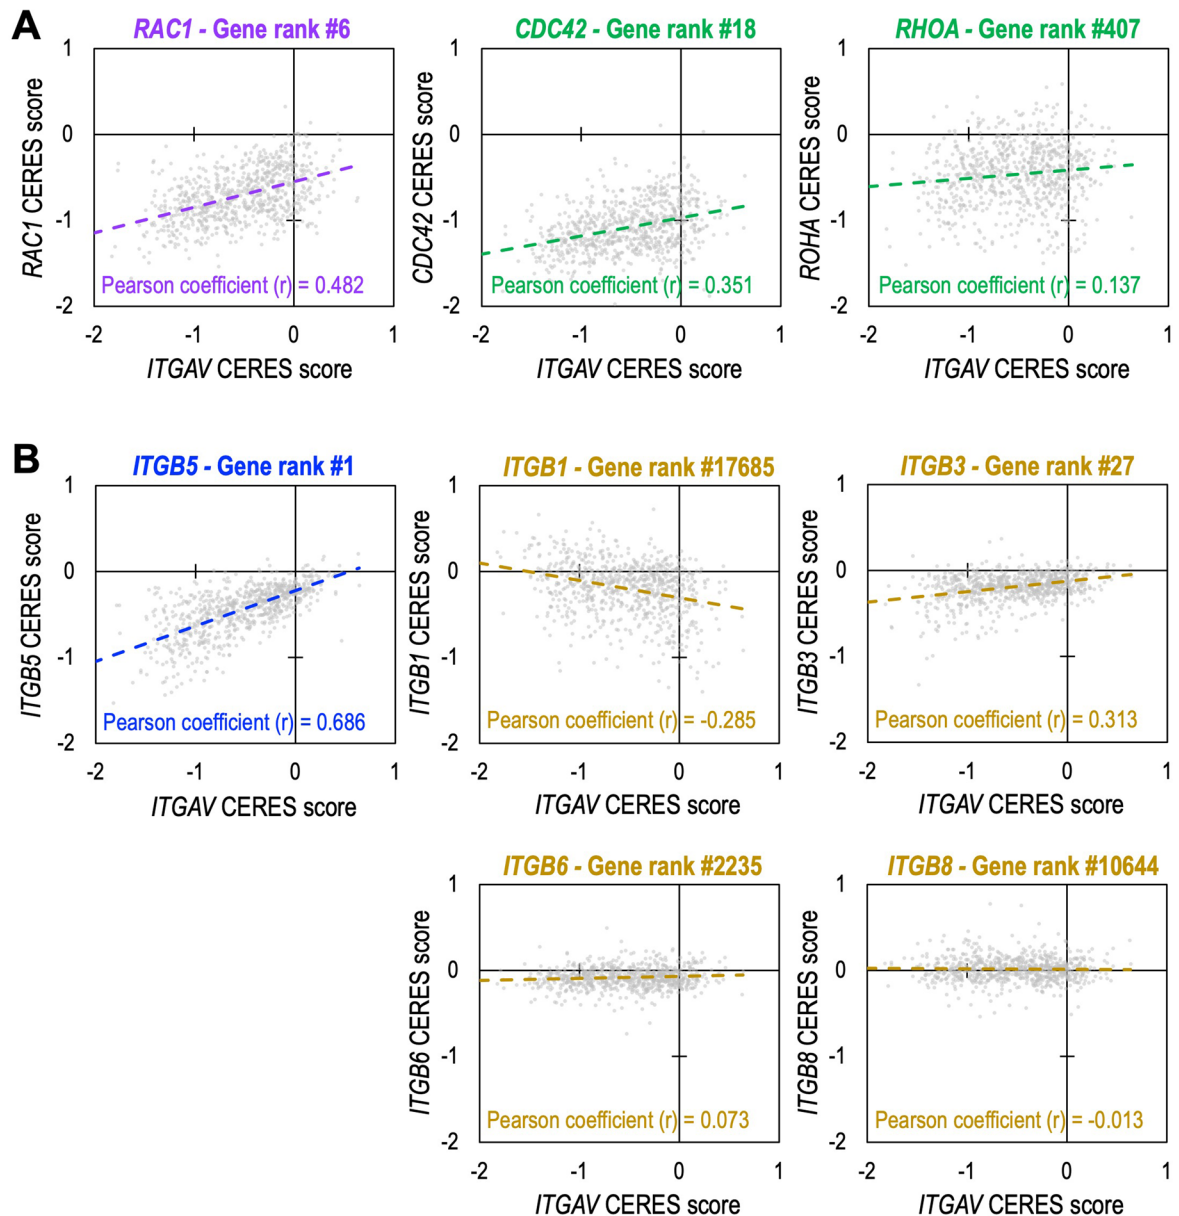 A
RAC1 - Gene rank #6
CDC42 - Gene rank #18
RHOA - Gene rank #407
RAC1 CERES score
1
0
-1
-2
Pearson coefficient (r) = 0.482
-2 -1 0 1
ITGAV CERES score
CDC42 CERES score
1
0
-1
-2
Pearson coefficient (r) = 0.351
-2 -1 0 1
ITGAV CERES score
ROHA CERES score
1
0
-1
-2
Pearson coefficient (r) = 0.137
-2 -1 0 1
ITGAV CERES score
B
ITGB5 - Gene rank #1
ITGB1 - Gene rank #17685
ITGB3 - Gene rank #27
ITGB5 CERES score
1
0
-1
-2
Pearson coefficient (r) = 0.686
-2 -1 0 1
ITGAV CERES score
ITGB1 CERES score
1
0
-1
-2
Pearson coefficient (r) = -0.285
-2 -1 0 1
ITGAV CERES score
ITGB3 CERES score
1
0
-1
-2
Pearson coefficient (r) = 0.313
-2 -1 0 1
ITGAV CERES score
ITGB6 - Gene rank #2235
ITGB8 - Gene rank #10644
ITGB6 CERES score
1
0
-1
-2
Pearson coefficient (r) = 0.073
-2 -1 0 1
ITGAV CERES score
ITGB8 CERES score
1
0
-1
-2
Pearson coefficient (r) = -0.013
-2 -1 0 1
ITGAV CERES score